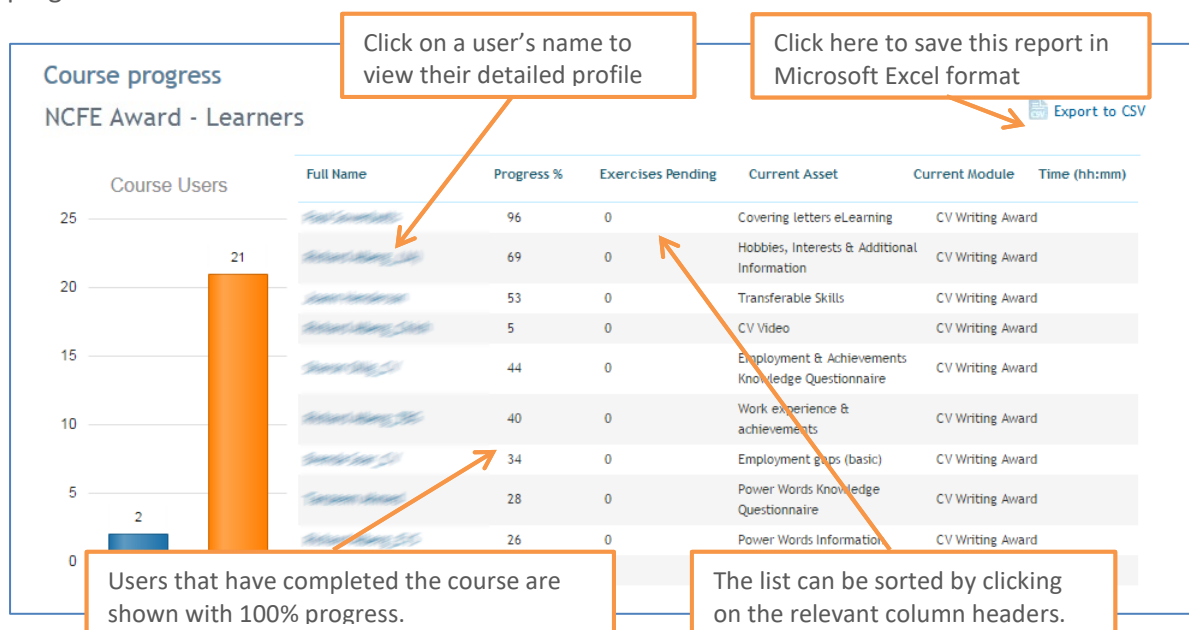 Click on a user's name to
view their detailed profile
Click here to save this report in
Microsoft Excel format
Course progress
NCFE Award - Learners
CSV
Export to CSV
Course Users
25
20
15
10
5
0
21
2
Full Name Progress % Exercises Pending Current Asset Current Module Time (hh:mm)
96 0 Covering letters eLearning CV Writing Award
69 0 Hobbies, Interests & Additional
Information CV Writing Award
53 0 Transferable Skills CV Writing Award
5 0 CV Video CV Writing Award
44 0 Employment & Achievements
Knowledge Questionnaire CV Writing Award
40 0 Work experience &
achievements CV Writing Award
34 0 Employment gaps (basic) CV Writing Award
28 0 Power Words Knowledge
Questionnaire CV Writing Award
26 0 Power Words Information CV Writing Award
Users that have completed the course are
shown with 100% progress.
The list can be sorted by clicking
on the relevant column headers.